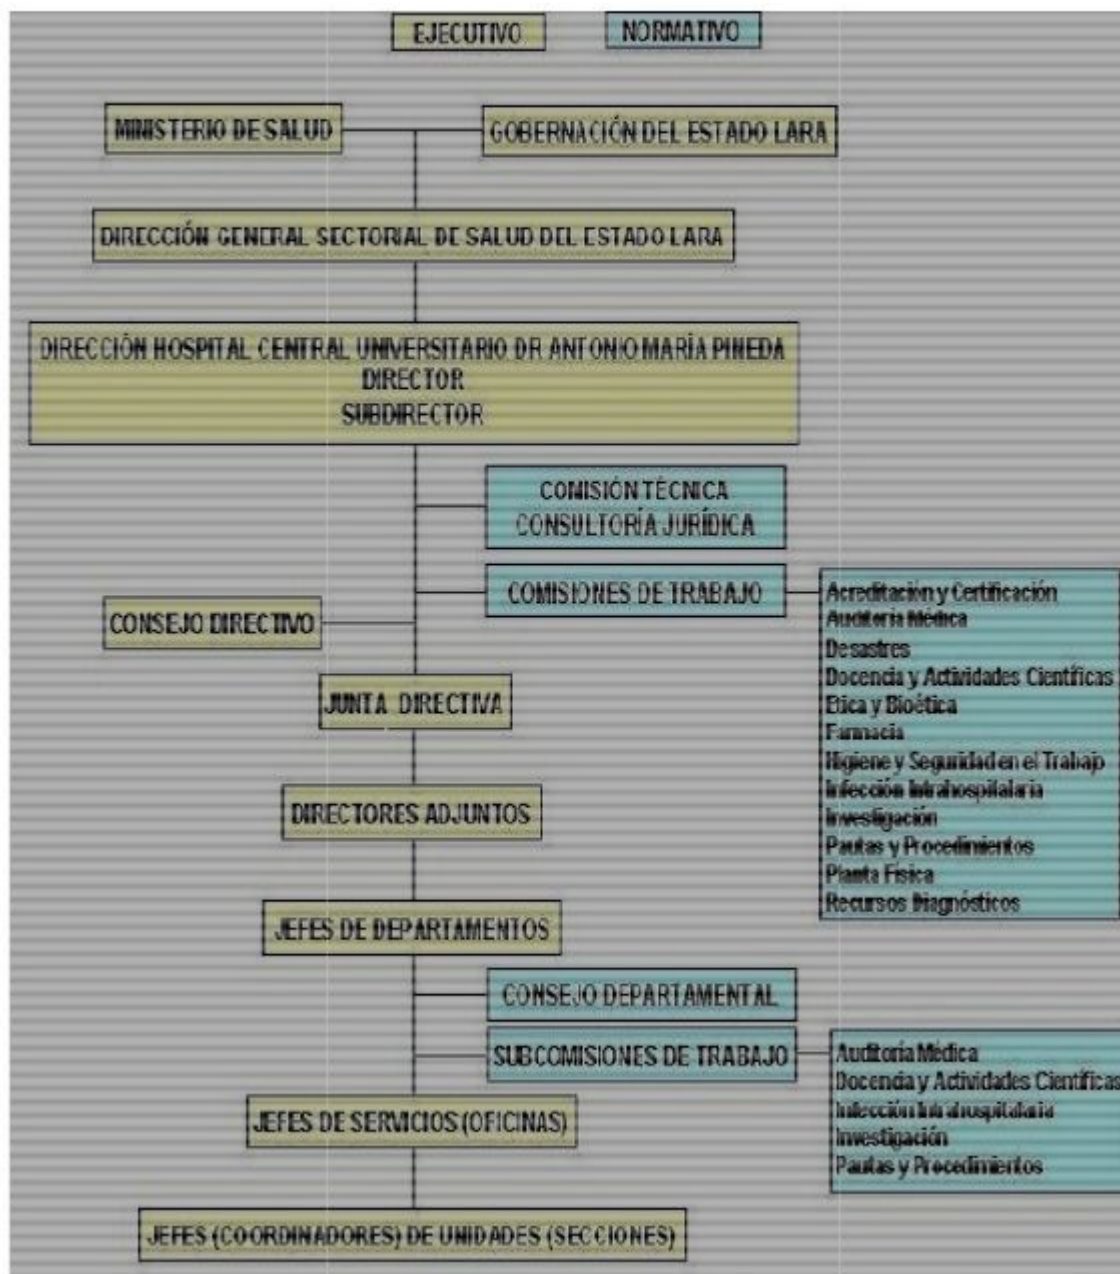 EJECUTIVO
NORMATIVO
MINISTERIO DE SALUD
GOBERNACIÓN DEL ESTADO LARA
DIRECCIÓN GENERAL SECTORIAL DE SALUD DEL ESTADO LARA
DIRECCIÓN HOSPITAL CENTRAL UNIVERSITARIO DR ANTONIO MARÍA PINEDA
DIRECTOR
SUBDIRECTOR
COMISIÓN TÉCNICA
CONSULTORÍA JURÍDICA
COMISIONES DE TRABAJO
Acreditación y Certificación
Auditoría Médica
Desastres
Docencia y Actividades Científicas
Etica y Bioética
Farmacia
Higiene y Seguridad en el Trabajo
Infección Intrahospitalaria
Investigación
Pautas y Procedimientos
Planta Física
Recursos Diagnósticos
CONSEJO DIRECTIVO
JUNTA DIRECTIVA
DIRECTORES ADJUNTOS
JEFES DE DEPARTAMENTOS
CONSEJO DEPARTAMENTAL
SUBCOMISIONES DE TRABAJO
Auditoría Médica
Docencia y Actividades Científicas
Infección Intrahospitalaria
Investigación
Pautas y Procedimientos
JEFES DE SERVICIOS (OFICINAS)
JEFES (COORDINADORES) DE UNIDADES (SECCIONES)